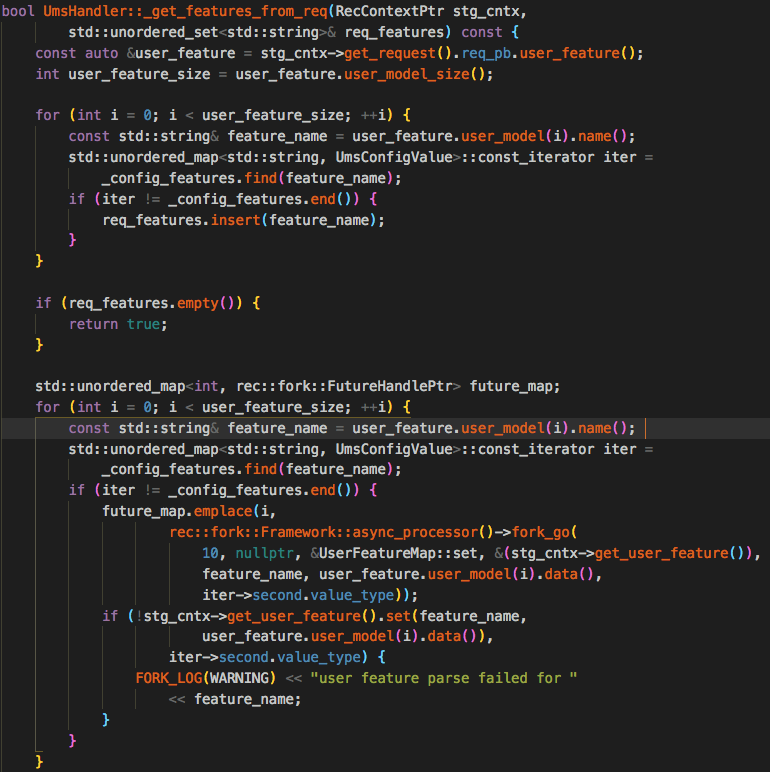 bool UmsHandler::_get_features_from_req(RecContextPtr stg_cntx,
std::unordered_set<std::string>& req_features) const {
const auto &user_feature = stg_cntx->get_request().req_pb.user_feature();
int user_feature_size = user_feature.user_model_size();
for (int i = 0; i < user_feature_size; ++i) {
const std::string& feature_name = user_feature.user_model(i).name();
std::unordered_map<std::string, UmsConfigValue>::const_iterator iter =
_config_features.find(feature_name);
if (iter != _config_features.end()) {
req_features.insert(feature_name);
}
}
if (req_features.empty()) {
return true;
}
std::unordered_map<int, rec::fork::FutureHandlePtr> future_map;
for (int i = 0; i < user_feature_size; ++i) {
const std::string& feature_name = user_feature.user_model(i).name();
std::unordered_map<std::string, UmsConfigValue>::const_iterator iter =
_config_features.find(feature_name);
if (iter != _config_features.end()) {
future_map.emplace(i,
rec::fork::Framework::async_processor()->fork_go(
10, nullptr, &UserFeatureMap::set, &(stg_cntx->get_user_feature()),
feature_name, user_feature.user_model(i).data(),
iter->second.value_type));
if (!stg_cntx->get_user_feature().set(feature_name,
user_feature.user_model(i).data()),
iter->second.value_type) {
FORK_LOG(WARNING) << "user feature parse failed for "
<< feature_name;
}
}
}